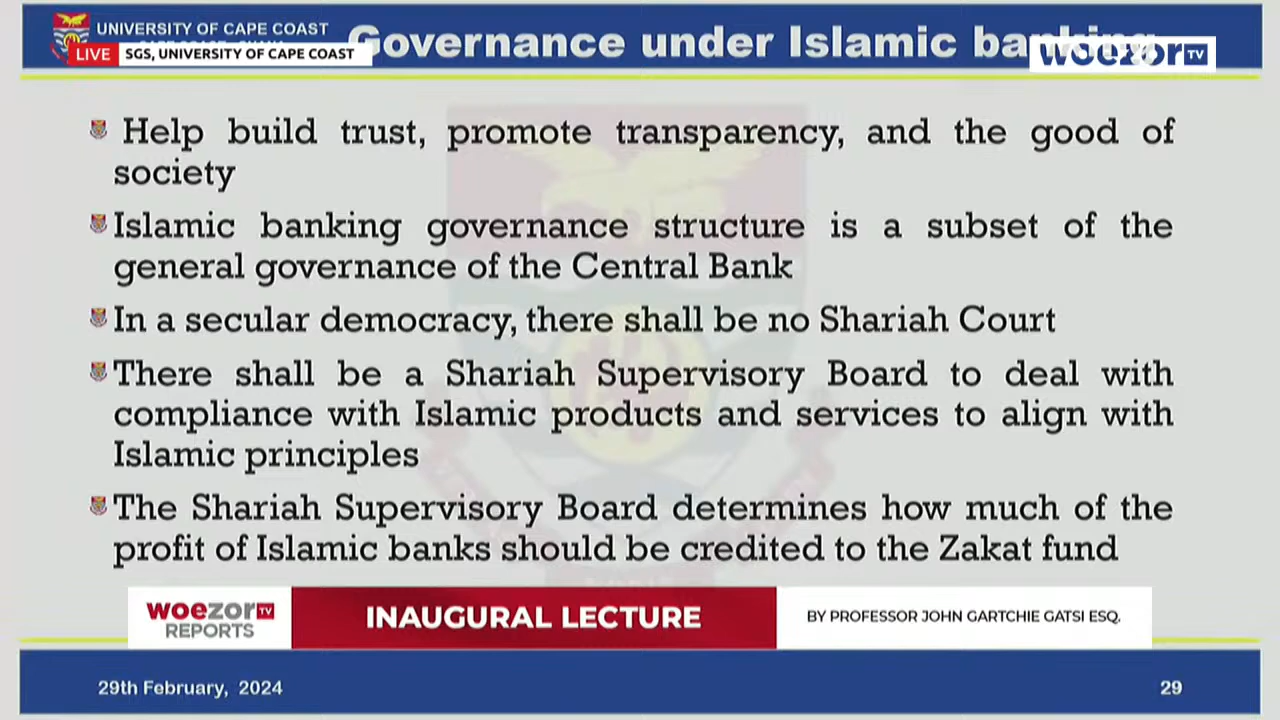 UNIVERSITY OF CAPE COAST
LIVE SGS, UNIVERSITY OF CAPE COAST
Governance under Islamic banking
woezor TV
Help build trust, promote transparency, and the good of
society
Islamic banking governance structure is a subset of the
general governance of the Central Bank
In a secular democracy, there shall be no Shariah Court
There shall be a Shariah Supervisory Board to deal with
compliance with Islamic products and services to align with
Islamic principles
The Shariah Supervisory Board determines how much of the
profit of Islamic banks should be credited to the Zakat fund
woezor TV
REPORTS
INAUGURAL LECTURE
BY PROFESSOR JOHN GARTCHIE GATSI ESQ.
29th February, 2024
29